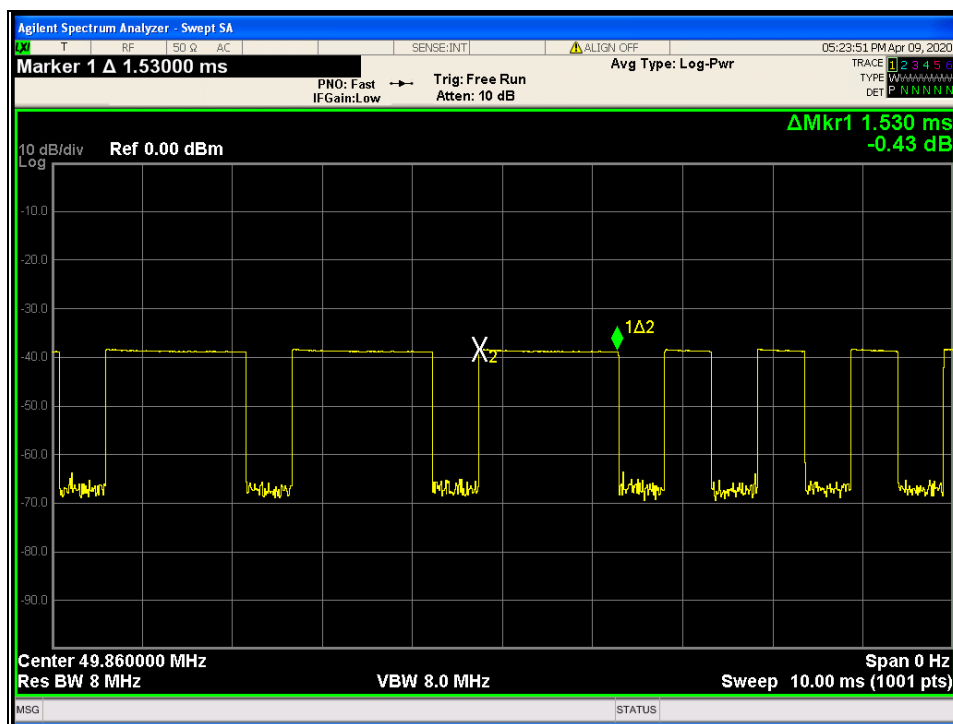 Agilent Spectrum Analyzer - Swept SA
LXI T RF 50 Ω AC SENSE:INT ALIGN OFF 05:23:51 PM Apr 09, 2020
Marker 1 Δ 1.53000 ms
PNO: Fast
IFGain:Low
Trig: Free Run
Atten: 10 dB
Avg Type: Log-Pwr
TRACE 1 2 3 4 5 6
TYPE WWWWWW
DET P N N N N N
ΔMkr1 1.530 ms
-0.43 dB
10 dB/div Ref 0.00 dBm
Log
-10.0
-20.0
-30.0
1Δ2
-40.0
X2
-50.0
-60.0
-70.0
-80.0
-90.0
Center 49.860000 MHz Span 0 Hz
Res BW 8 MHz VBW 8.0 MHz Sweep 10.00 ms (1001 pts)
MSG STATUS